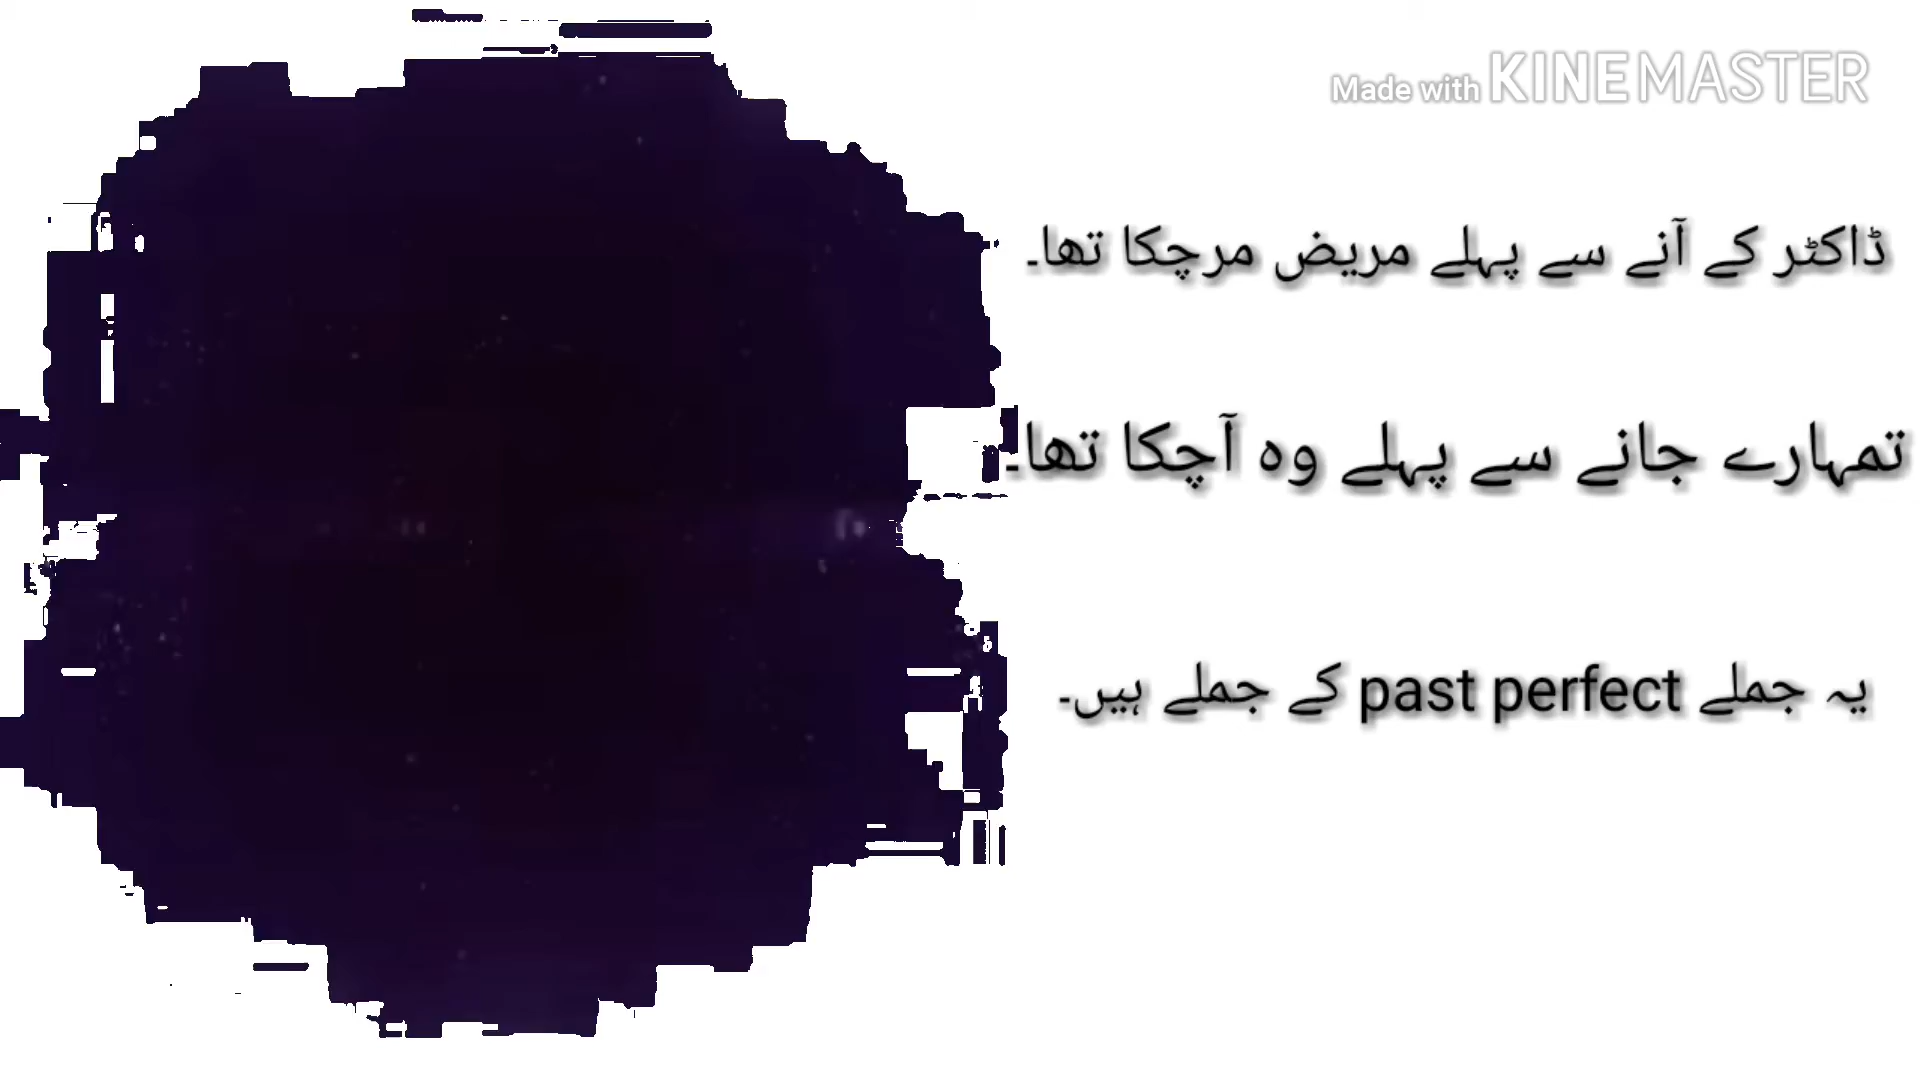 Made with KINEMASTER
ڈاکٹر کے آنے سے پہلے مریض مرچکا تھا۔
تمہارے جانے سے پہلے وہ آچکا تھا۔
یہ جملے past perfect کے جملے ہیں۔